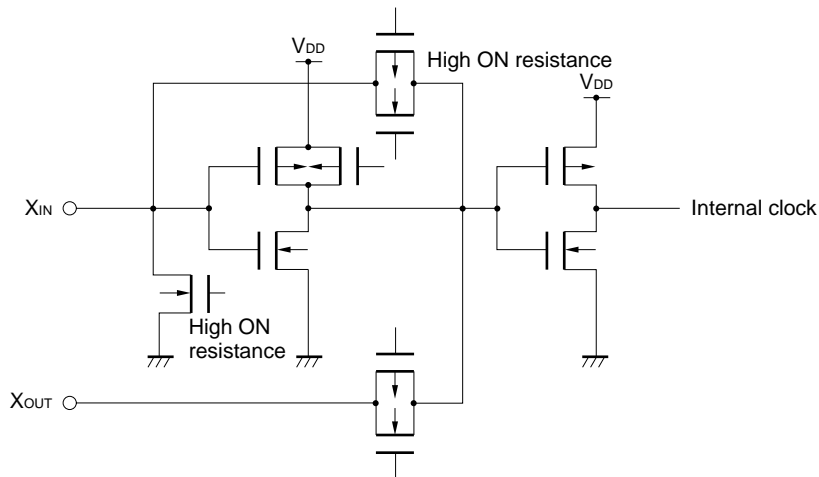 VDD
High ON resistance
VDD
XIN
Internal clock
High ON
resistance
XOUT